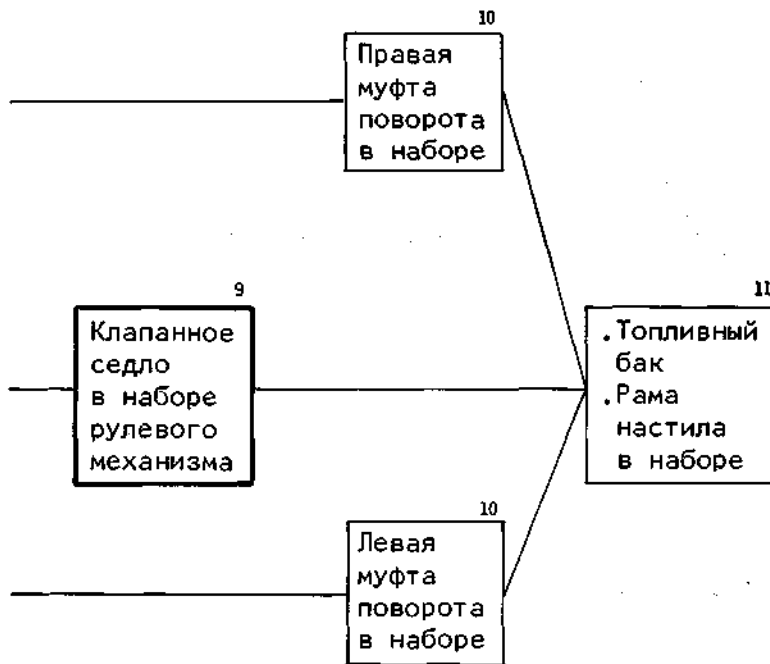 10
Правая
муфта
поворота
в наборе
9
Клапанное
седло
в наборе
рулевого
механизма
11
.Топливный
бак
.Рама
настила
в наборе
10
Левая
муфта
поворота
в наборе